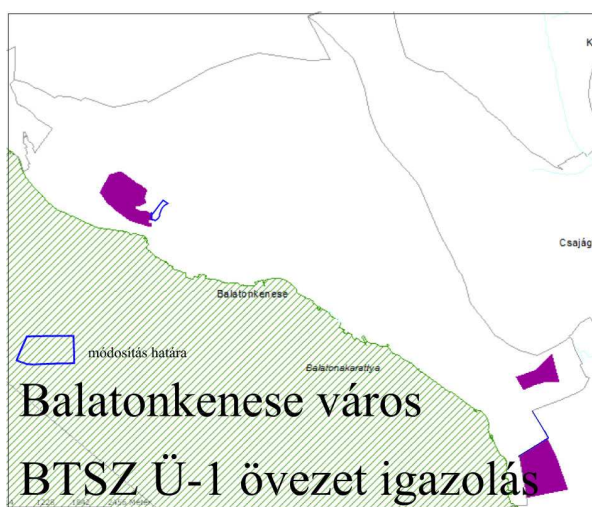 K
Csajág
Balatonkenese
módosítás határa
Balatonakarattya
Balatonkenese város
BTSZ Ü-1 övezet igazolás